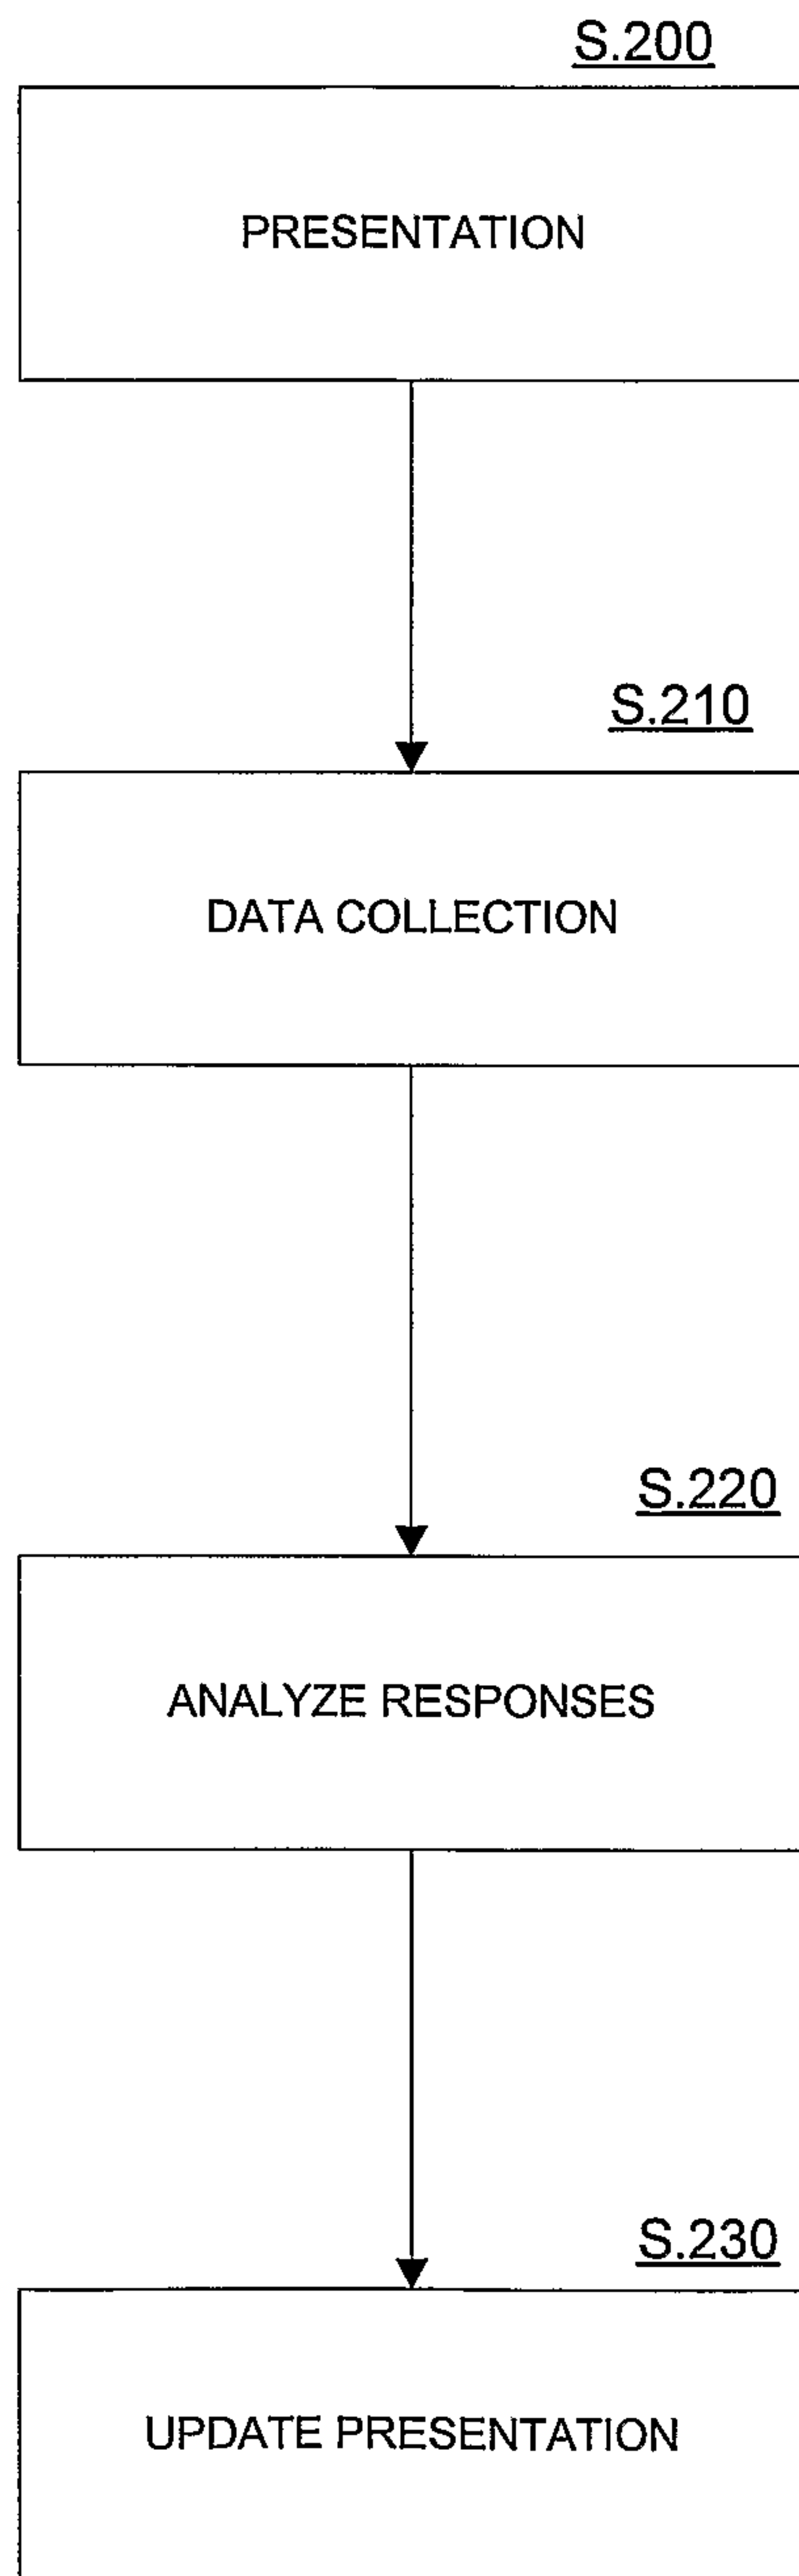 S.200
PRESENTATION
S.210
DATA COLLECTION
S.220
ANALYZE RESPONSES
S.230
UPDATE PRESENTATION